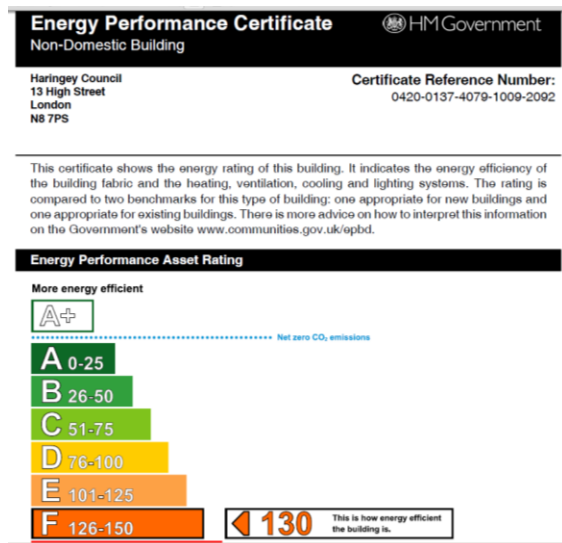 Energy Performance Certificate
HM Government
Non-Domestic Building
Haringey Council
13 High Street
London
N8 7PS
Certificate Reference Number:
0420-0137-4079-1009-2092
This certificate shows the energy rating of this building. It indicates the energy efficiency of
the building fabric and the heating, ventilation, cooling and lighting systems. The rating is
compared to two benchmarks for this type of building: one appropriate for new buildings and
one appropriate for existing buildings. There is more advice on how to interpret this information
on the Government's website www.communities.gov.uk/epbd.
Energy Performance Asset Rating
More energy efficient
A+
Net zero CO₂ emissions
A 0-25
B 26-50
C 51-75
D 76-100
E 101-125
F 126-150
130
This is how energy efficient
the building is.